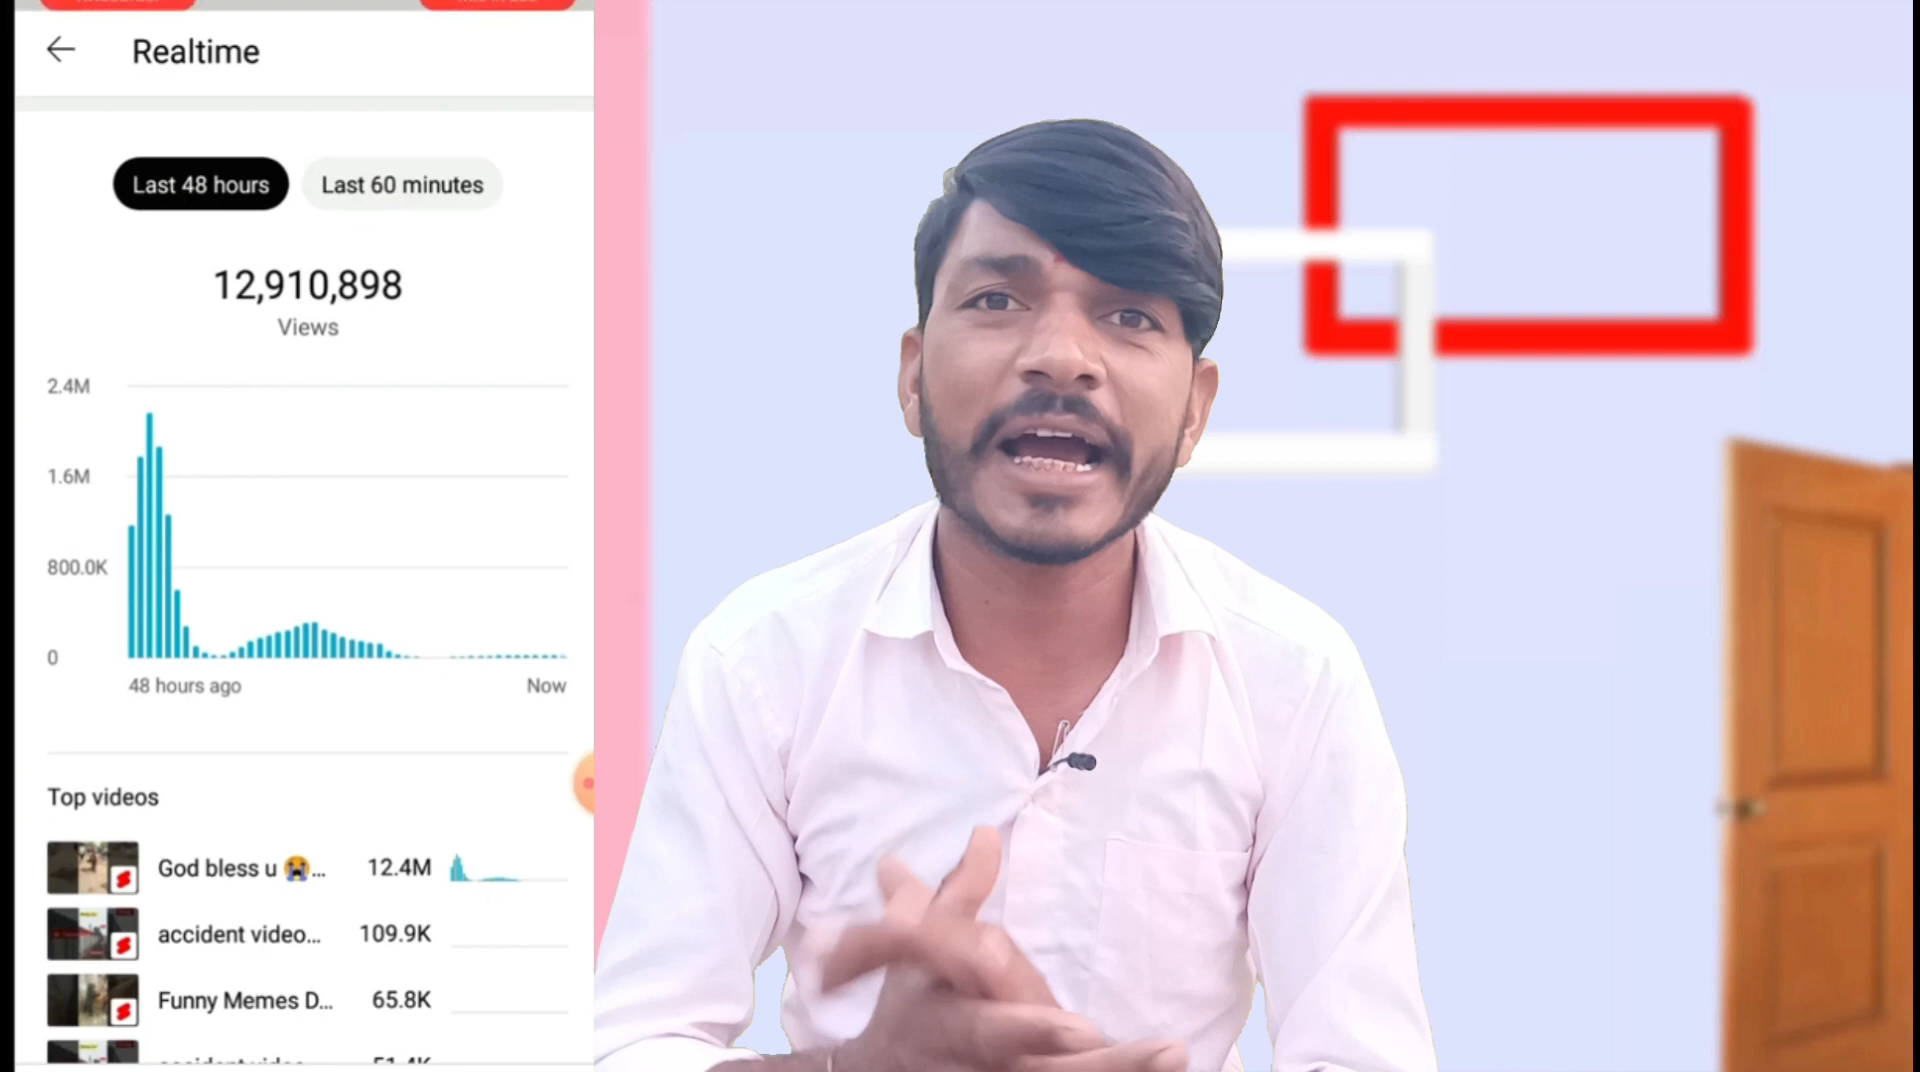 Realtime
Last 48 hours
Last 60 minutes
12,910,898
Views
2.4M
1.6M
800.0K
0
48 hours ago
Now
Top videos
God bless u 😭... 12.4M
accident video... 109.9K
Funny Memes D... 65.8K